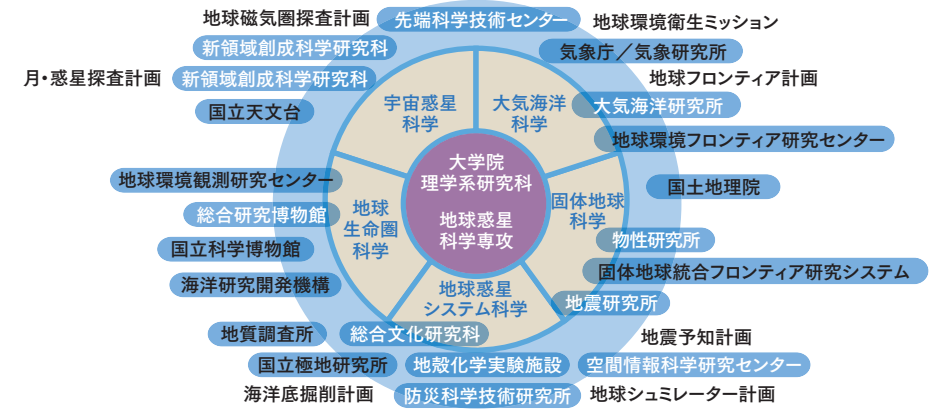 地球磁気圏探査計画
先端科学技術センター
地球環境衛生ミッション
新領域創成科学研究科
気象庁／気象研究所
月・惑星探査計画
新領域創成科学研究科
地球フロンティア計画
国立天文台
宇宙惑星
科学
大気海洋
科学
大気海洋研究所
地球環境フロンティア研究センター
大学院
理学系研究科
地球惑星
科学専攻
地球環境観測研究センター
国土地理院
総合研究博物館
地球
生命圏
科学
固体地球
科学
国立科学博物館
物性研究所
海洋研究開発機構
固体地球統合フロンティア研究システム
地球惑星
システム科学
地震研究所
地質調査所
総合文化研究科
地震予知計画
国立極地研究所
地殻化学実験施設
空間情報科学研究センター
海洋底掘削計画
防災科学技術研究所
地球シュミレーター計画